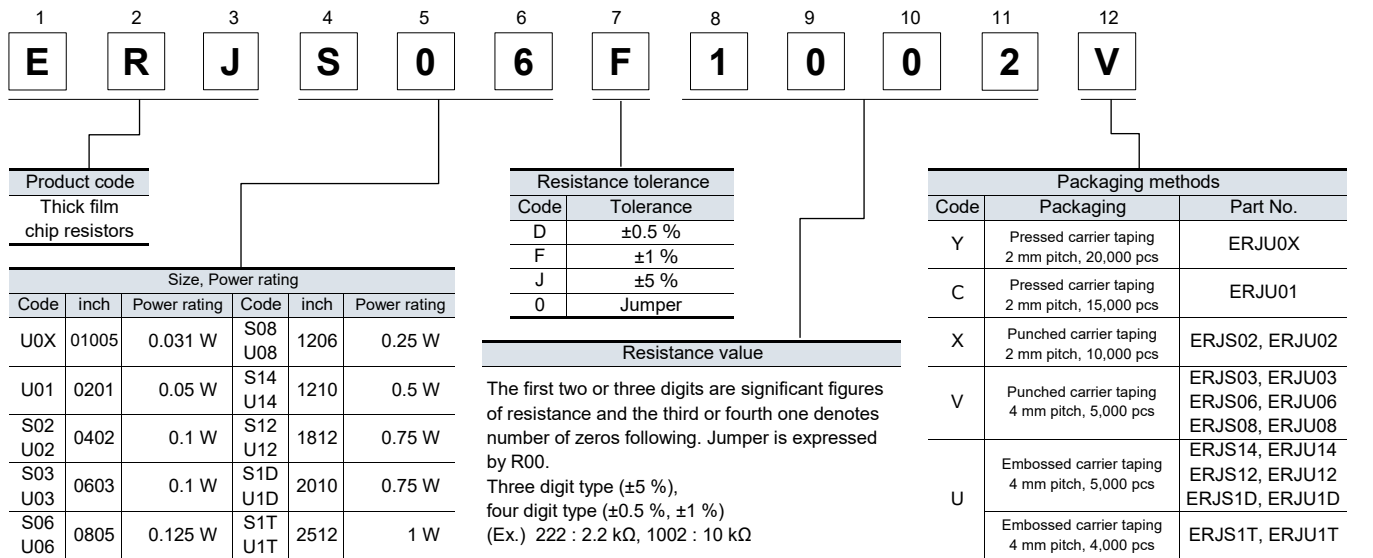 1 2 3 4 5 6 7 8 9 10 11 12
E R J S 0 6 F 1 0 0 2 V
Product code
Thick film
chip resistors
Size, Power rating
Code inch Power rating Code inch Power rating
U0X 01005 0.031 W S08 U08 1206 0.25 W
U01 0201 0.05 W S14 U14 1210 0.5 W
S02 U02 0402 0.1 W S12 U12 1812 0.75 W
S03 U03 0603 0.1 W S1D U1D 2010 0.75 W
S06 U06 0805 0.125 W S1T U1T 2512 1 W
Resistance tolerance
Code Tolerance
D ±0.5 %
F ±1 %
J ±5 %
0 Jumper
Resistance value
The first two or three digits are significant figures
of resistance and the third or fourth one denotes
number of zeros following. Jumper is expressed
by R00.
Three digit type (±5 %),
four digit type (±0.5 %, ±1 %)
(Ex.) 222 : 2.2 kΩ, 1002 : 10 kΩ
Packaging methods
Code Packaging Part No.
Y Pressed carrier taping
2 mm pitch, 20,000 pcs ERJU0X
C Pressed carrier taping
2 mm pitch, 15,000 pcs ERJU01
X Punched carrier taping
2 mm pitch, 10,000 pcs ERJS02, ERJU02
V Punched carrier taping
4 mm pitch, 5,000 pcs
ERJS03, ERJU03
ERJS06, ERJU06
ERJS08, ERJU08
U Embossed carrier taping
4 mm pitch, 5,000 pcs
ERJS14, ERJU14
ERJS12, ERJU12
ERJS1D, ERJU1D
Embossed carrier taping
4 mm pitch, 4,000 pcs ERJS1T, ERJU1T